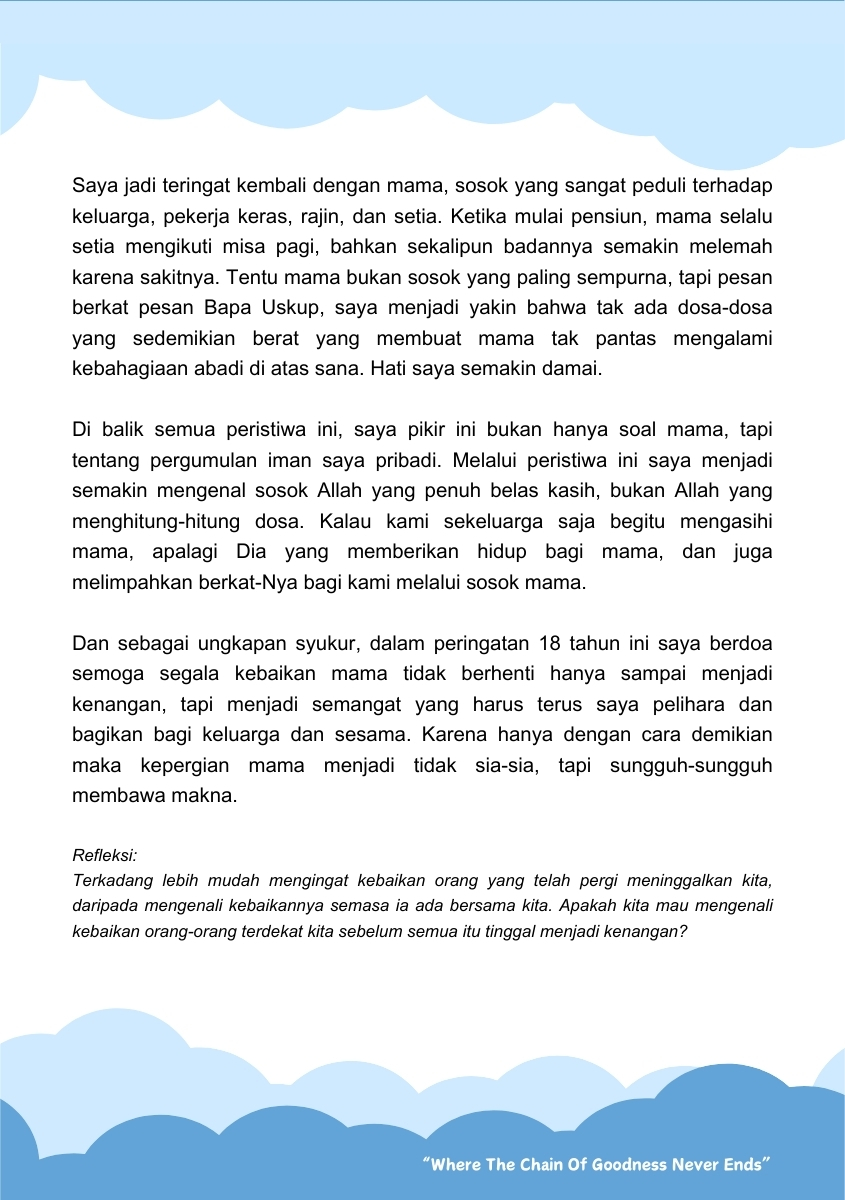 Saya jadi teringat kembali dengan mama, sosok yang sangat peduli terhadap
keluarga, pekerja keras, rajin, dan setia. Ketika mulai pensiun, mama selalu
setia mengikuti misa pagi, bahkan sekalipun badannya semakin melemah
karena sakitnya. Tentu mama bukan sosok yang paling sempurna, tapi pesan
berkat pesan Bapa Uskup, saya menjadi yakin bahwa tak ada dosa-dosa
yang sedemikian berat yang membuat mama tak pantas mengalami
kebahagiaan abadi di atas sana. Hati saya semakin damai.

Di balik semua peristiwa ini, saya pikir ini bukan hanya soal mama, tapi
tentang pergumulan iman saya pribadi. Melalui peristiwa ini saya menjadi
semakin mengenal sosok Allah yang penuh belas kasih, bukan Allah yang
menghitung-hitung dosa. Kalau kami sekeluarga saja begitu mengasihi
mama, apalagi Dia yang memberikan hidup bagi mama, dan juga
melimpahkan berkat-Nya bagi kami melalui sosok mama.

Dan sebagai ungkapan syukur, dalam peringatan 18 tahun ini saya berdoa
semoga segala kebaikan mama tidak berhenti hanya sampai menjadi
kenangan, tapi menjadi semangat yang harus terus saya pelihara dan
bagikan bagi keluarga dan sesama. Karena hanya dengan cara demikian
maka kepergian mama menjadi tidak sia-sia, tapi sungguh-sungguh
membawa makna.

Refleksi:
Terkadang lebih mudah mengingat kebaikan orang yang telah pergi meninggalkan kita,
daripada mengenali kebaikannya semasa ia ada bersama kita. Apakah kita mau mengenali
kebaikan orang-orang terdekat kita sebelum semua itu tinggal menjadi kenangan?

“Where The Chain Of Goodness Never Ends”